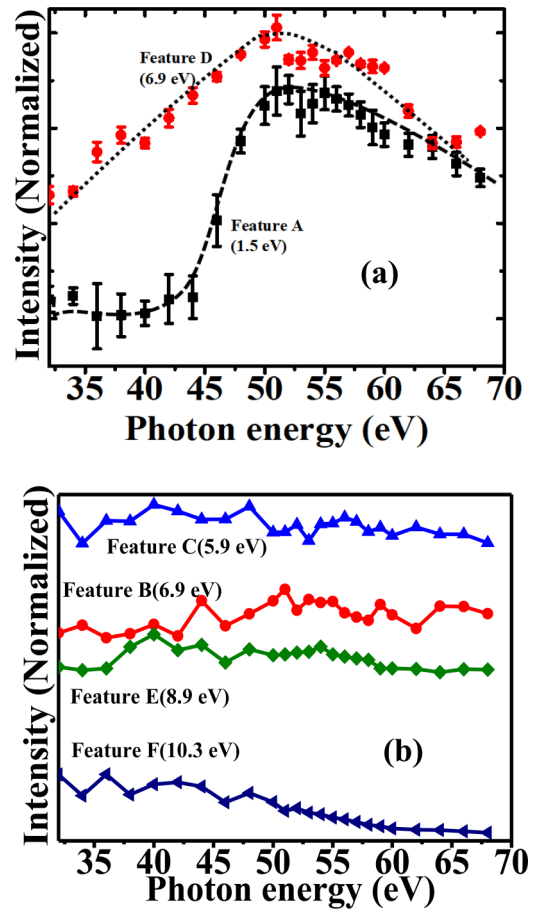 Intensity (Normalized)
Feature D
(6.9 eV)
Feature A
(1.5 eV)
(a)
35 40 45 50 55 60 65 70
Photon energy (eV)
Intensity (Normalized)
Feature C(5.9 eV)
Feature B(6.9 eV)
Feature E(8.9 eV)
Feature F(10.3 eV)
(b)
35 40 45 50 55 60 65 70
Photon energy (eV)